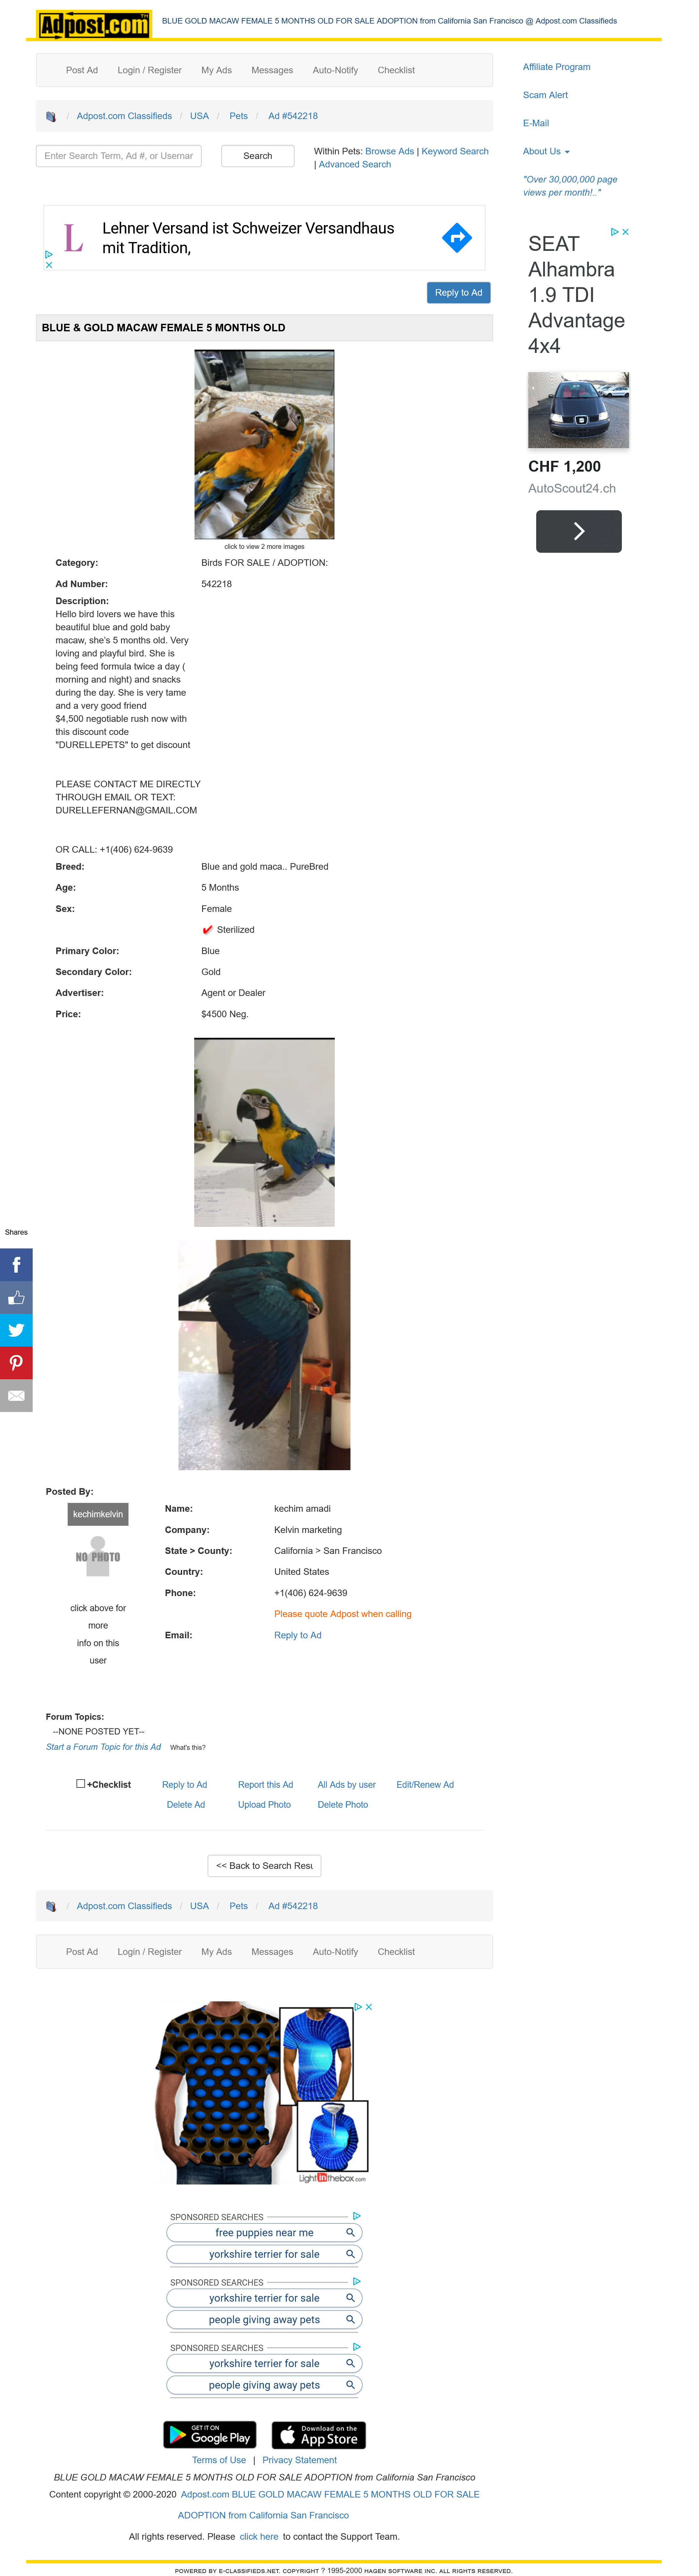 Adpost.com TM
BLUE GOLD MACAW FEMALE 5 MONTHS OLD FOR SALE ADOPTION from California San Francisco @ Adpost.com Classifieds
Post Ad Login / Register My Ads Messages Auto-Notify Checklist
Affiliate Program
Scam Alert
E-Mail
About Us
"Over 30,000,000 page
views per month!.."
/ Adpost.com Classifieds / USA / Pets / Ad #542218
Enter Search Term, Ad #, or Usernar
Search
Within Pets: Browse Ads | Keyword Search
| Advanced Search
L
Lehner Versand ist Schweizer Versandhaus
mit Tradition,
SEAT
Alhambra
1.9 TDI
Advantage
4x4
CHF 1,200
AutoScout24.ch
Reply to Ad
BLUE & GOLD MACAW FEMALE 5 MONTHS OLD
click to view 2 more images
Category: Birds FOR SALE / ADOPTION:
Ad Number: 542218
Description:
Hello bird lovers we have this
beautiful blue and gold baby
macaw, she's 5 months old. Very
loving and playful bird. She is
being feed formula twice a day (
morning and night) and snacks
during the day. She is very tame
and a very good friend
$4,500 negotiable rush now with
this discount code
"DURELLEPETS" to get discount
PLEASE CONTACT ME DIRECTLY
THROUGH EMAIL OR TEXT:
DURELLEFERNAN@GMAIL.COM
OR CALL: +1(406) 624-9639
Breed: Blue and gold maca.. PureBred
Age: 5 Months
Sex: Female
Sterilized
Primary Color: Blue
Secondary Color: Gold
Advertiser: Agent or Dealer
Price: $4500 Neg.
Shares
Posted By:
kechimkelvin
NO PHOTO
click above for
more
info on this
user
Name: kechim amadi
Company: Kelvin marketing
State > County: California > San Francisco
Country: United States
Phone: +1(406) 624-9639
Please quote Adpost when calling
Email: Reply to Ad
Forum Topics:
--NONE POSTED YET--
Start a Forum Topic for this Ad What's this?
+Checklist Reply to Ad Report this Ad All Ads by user Edit/Renew Ad
Delete Ad Upload Photo Delete Photo
<< Back to Search Resu
/ Adpost.com Classifieds / USA / Pets / Ad #542218
Post Ad Login / Register My Ads Messages Auto-Notify Checklist
Lightinthebox.com
SPONSORED SEARCHES
free puppies near me
yorkshire terrier for sale
SPONSORED SEARCHES
yorkshire terrier for sale
people giving away pets
SPONSORED SEARCHES
yorkshire terrier for sale
people giving away pets
GET IT ON
Google Play
Download on the
App Store
Terms of Use | Privacy Statement
BLUE GOLD MACAW FEMALE 5 MONTHS OLD FOR SALE ADOPTION from California San Francisco
Content copyright © 2000-2020 Adpost.com BLUE GOLD MACAW FEMALE 5 MONTHS OLD FOR SALE
ADOPTION from California San Francisco
All rights reserved. Please click here to contact the Support Team.
POWERED BY E-CLASSIFIEDS.NET. COPYRIGHT ? 1995-2000 HAGEN SOFTWARE INC. ALL RIGHTS RESERVED.